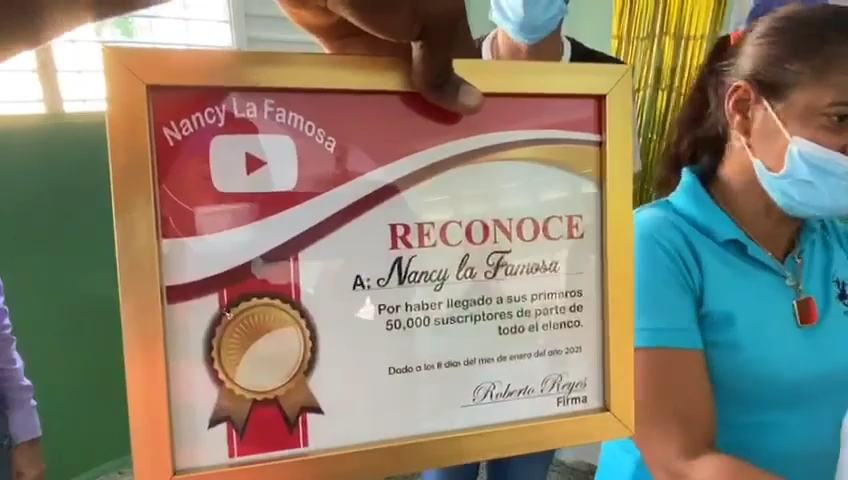 Nancy La Famosa
RECONOCE
A; Nancy la Famosa
Por haber llegado a sus primaros
50,000 suscriptores de parte de
todo el elenco.
Dado a los 8 dias del mes de enero del año 2021
Roberto Reyes
Firma